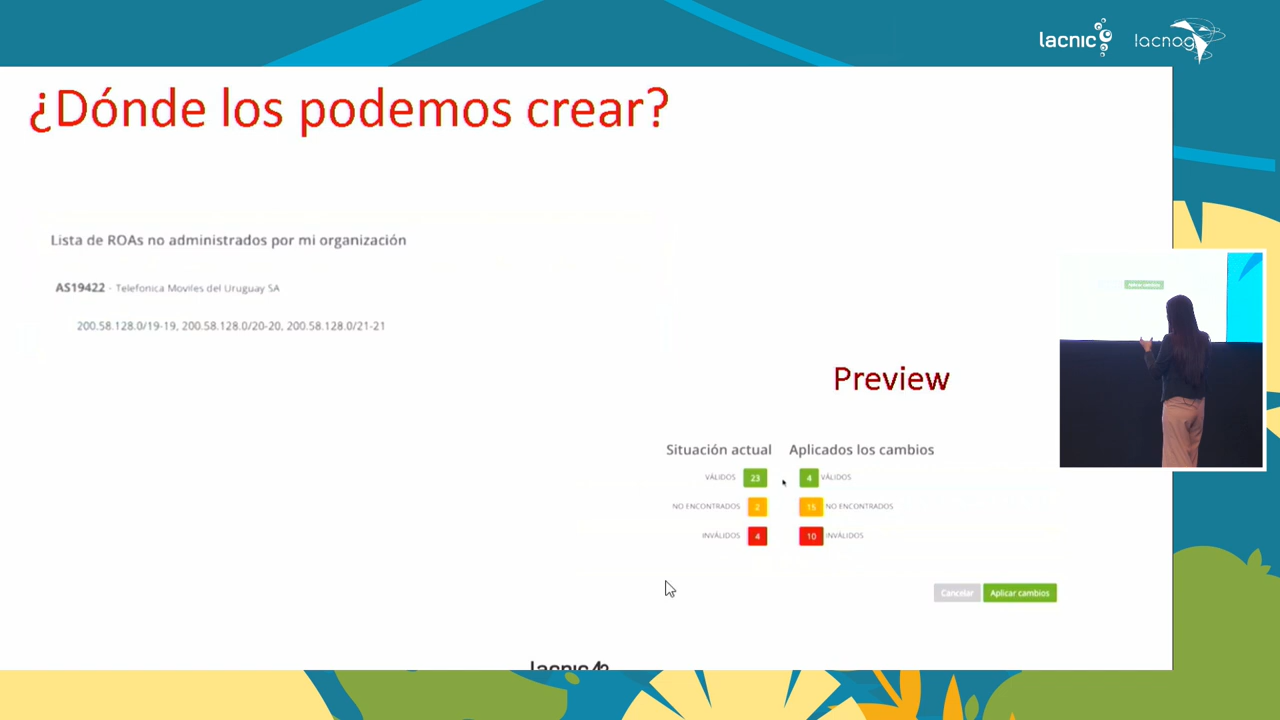 lacnic
lacnog
¿Dónde los podemos crear?
Lista de ROAs no administrados por mi organización
AS19422 - Telefonica Moviles del Uruguay SA
200.58.128.0/19-19, 200.58.128.0/20-20, 200.58.128.0/21-21
Preview
Situación actual Aplicados los cambios
VÁLIDOS 23 4 VÁLIDOS
NO ENCONTRADOS 2 15 NO ENCONTRADOS
INVÁLIDOS 4 10 INVÁLIDOS
Cancelar Aplicar cambios
lacnic42